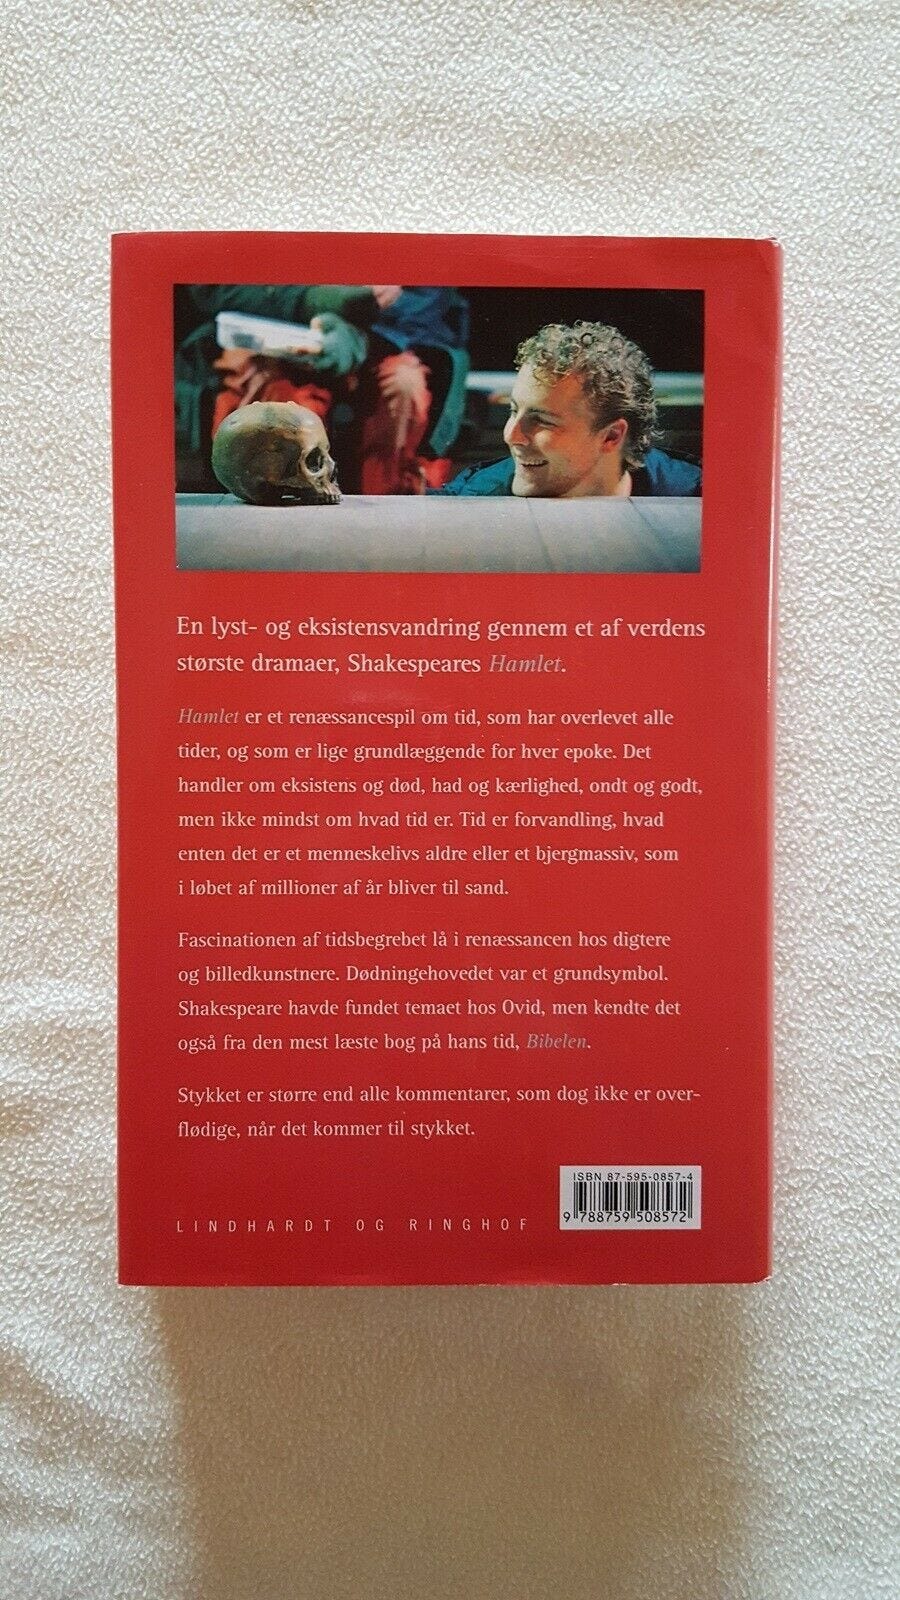 En lyst- og eksistensvandring gennem et af verdens
største dramaer, Shakespeares Hamlet.
Hamlet er et renæssancespil om tid, som har overlevet alle
tider, og som er lige grundlæggende for hver epoke. Det
handler om eksistens og død, had og kærlighed, ondt og godt,
men ikke mindst om hvad tid er. Tid er forvandling, hvad
enten det er et menneskelivs aldre eller et bjergmassiv, som
i løbet af millioner af år bliver til sand.
Fascinationen af tidsbegrebet lå i renæssancen hos digtere
og billedkunstnere. Dødningehovedet var et grundsymbol.
Shakespeare havde fundet temaet hos Ovid, men kendte det
også fra den mest læste bog på hans tid, Bibelen.
Stykket er større end alle kommentarer, som dog ikke er over-
flødige, når det kommer til stykket.
ISBN 87-595-0857-4
9 788759 508572
LINDHARDT OG RINGHOF